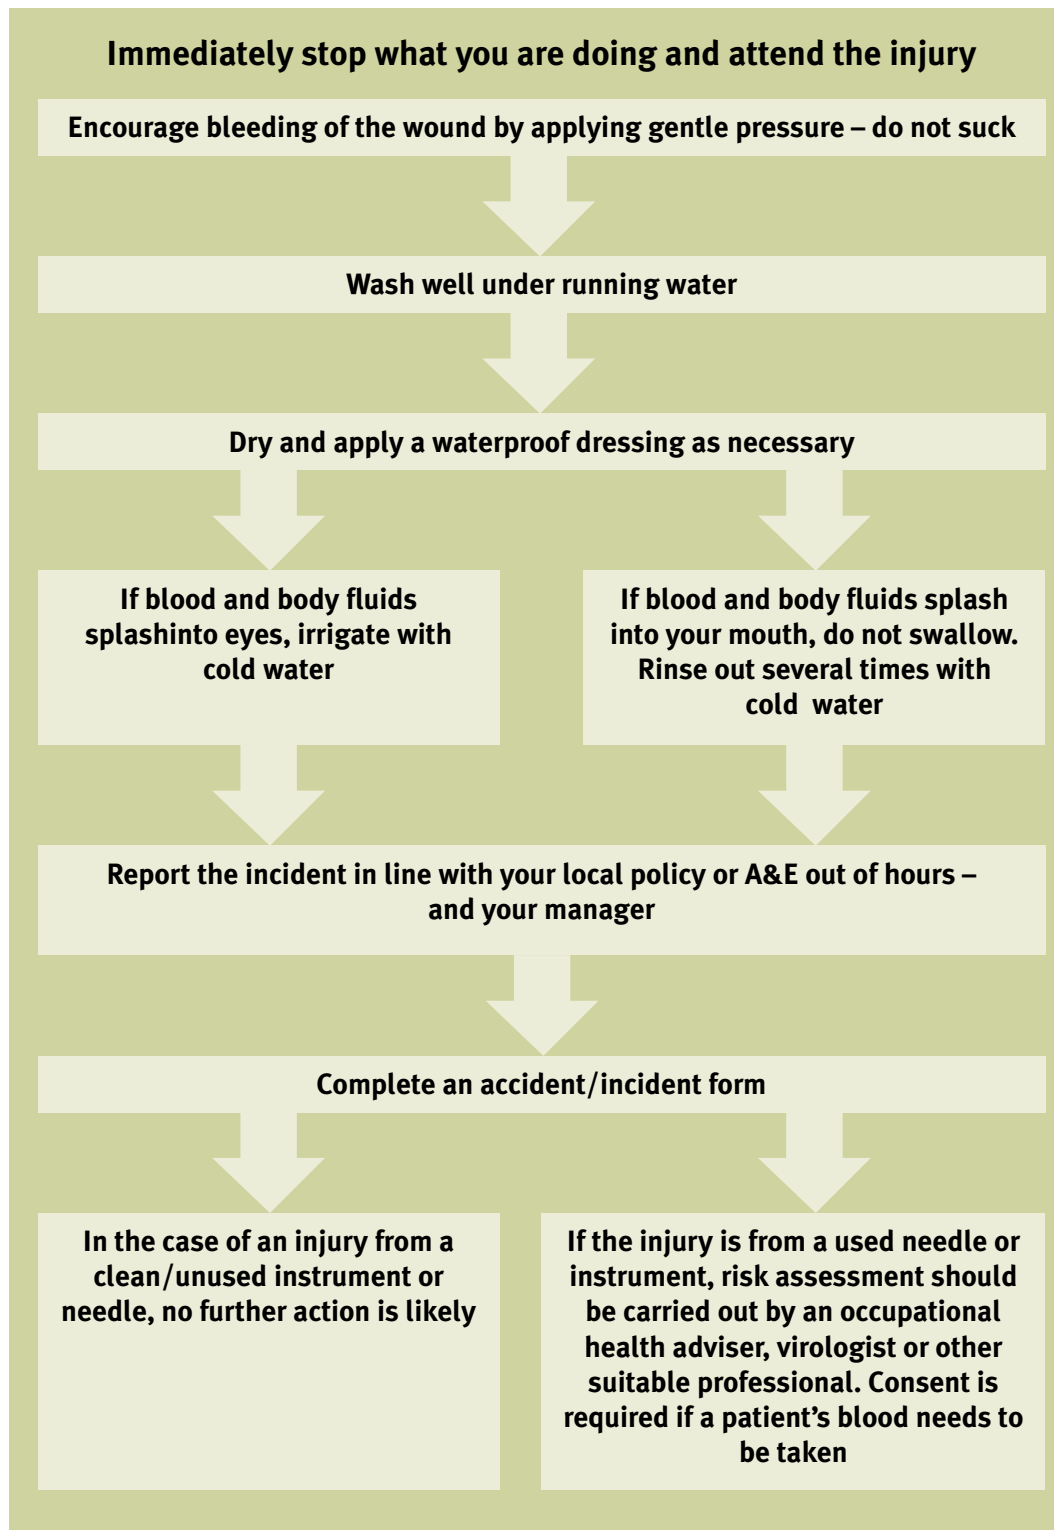 Immediately stop what you are doing and attend the injury
Encourage bleeding of the wound by applying gentle pressure – do not suck
Wash well under running water
Dry and apply a waterproof dressing as necessary
If blood and body fluids
splashinto eyes, irrigate with
cold water
If blood and body fluids splash
into your mouth, do not swallow.
Rinse out several times with
cold  water
Report the incident in line with your local policy or A&E out of hours –
and your manager
Complete an accident/incident form
In the case of an injury from a
clean/unused instrument or
needle, no further action is likely
If the injury is from a used needle or
instrument, risk assessment should
be carried out by an occupational
health adviser, virologist or other
suitable professional. Consent is
required if a patient’s blood needs to
be taken